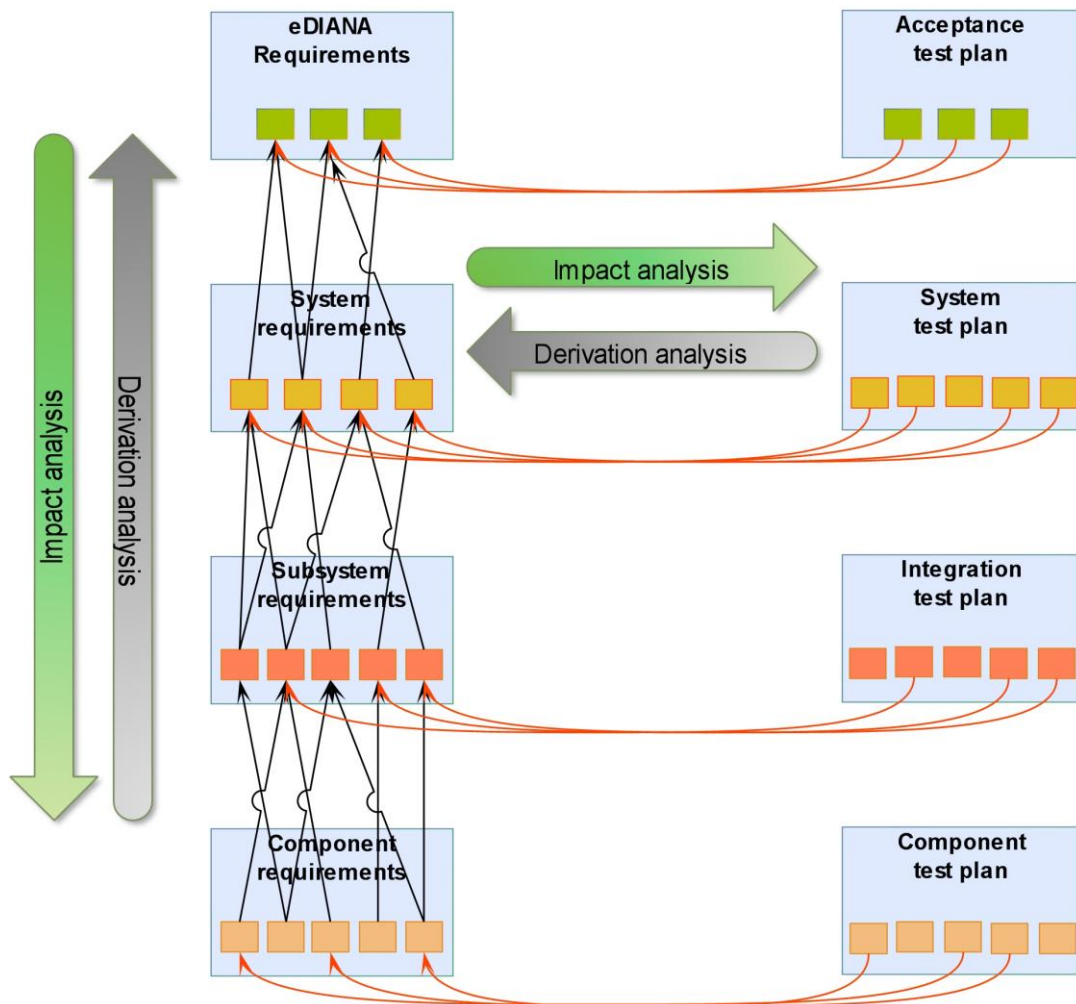 eDIANA
Requirements
Acceptance
test plan
Impact analysis
Derivation analysis
System
requirements
System
test plan
Impact analysis
Derivation analysis
Subsystem
requirements
Integration
test plan
Component
requirements
Component
test plan